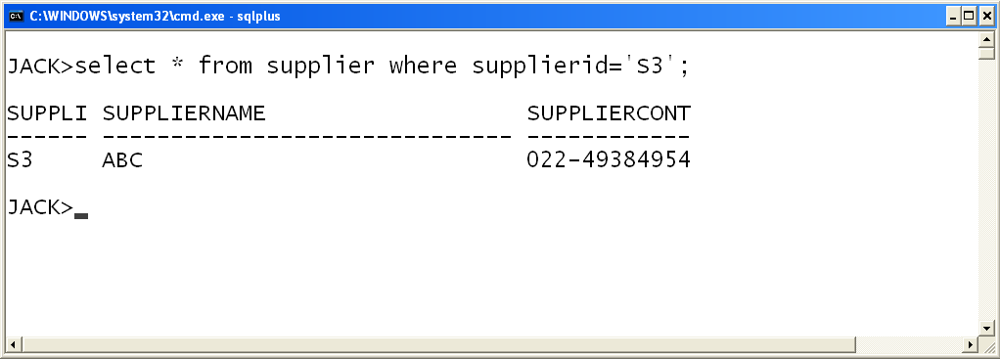 C:\WINDOWS\system32\cmd.exe - sqlplus
JACK>select * from supplier where supplierid='S3';
SUPPLI SUPPLIERNAME                   SUPPLIERCONT
------ ------------------------------ ------------
S3     ABC                            022-49384954
JACK>_